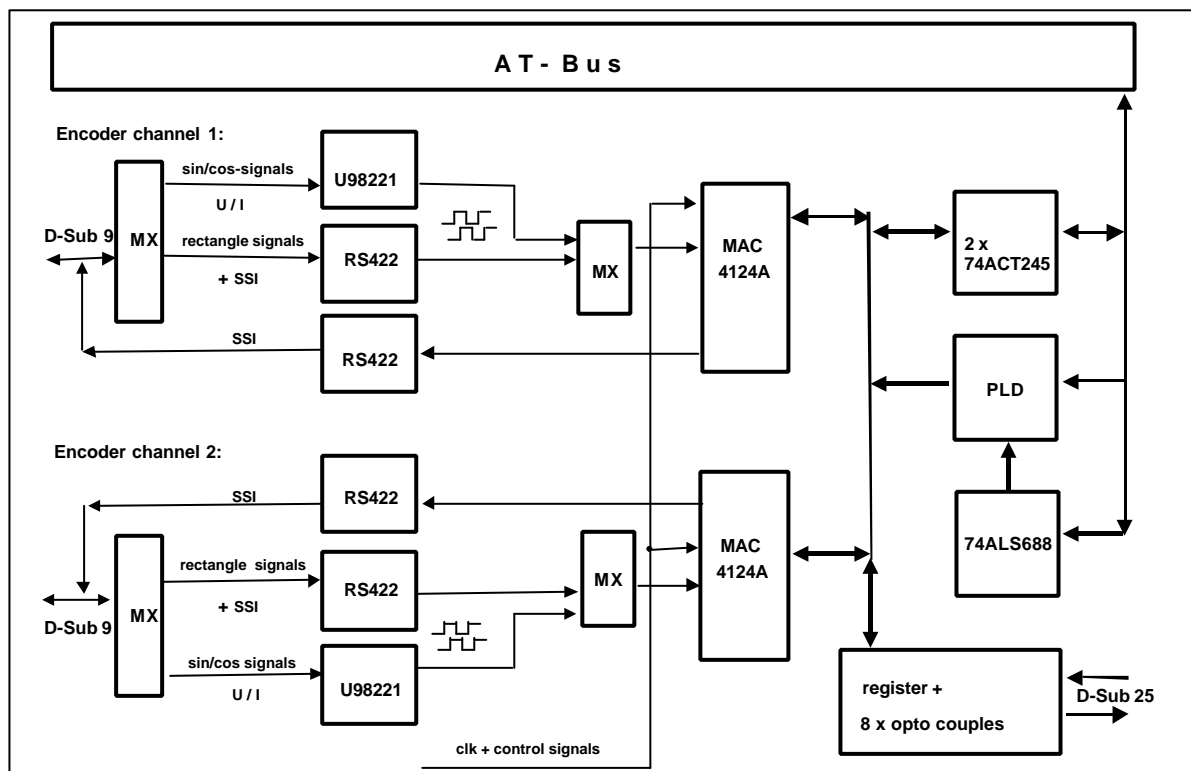 AT- Bus
Encoder channel 1:
sin/cos-signals
U / I
U98221
D-Sub 9
MX
rectangle signals
+ SSI
RS422
MX
MAC
4124A
2 x
74ACT245
SSI
RS422
PLD
Encoder channel 2:
SSI
RS422
MAC
4124A
74ALS688
rectangle signals
+ SSI
RS422
MX
D-Sub 9
MX
sin/cos signals
U / I
U98221
register +
8 x opto couples
D-Sub 25
clk + control signals